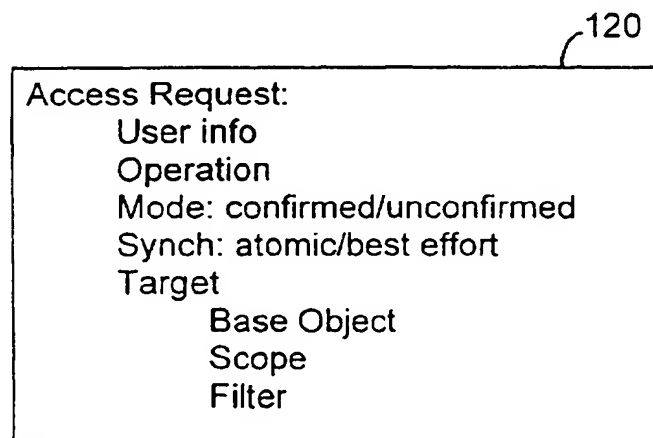 120
Access Request:
User info
Operation
Mode: confirmed/unconfirmed
Synch: atomic/best effort
Target
Base Object
Scope
Filter